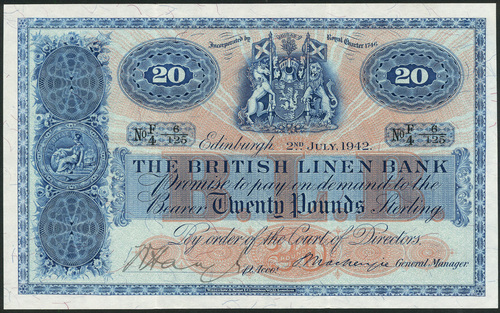 Incorporated by Royal Charter 1746.
20 20
No F/4 6/125 No F/4 6/125
Edinburgh 2ND JULY, 1942.
THE BRITISH LINEN BANK
Promise to pay on demand to the
Bearer Twenty Pounds Sterling
By order of the Court of Directors
p. Accot. General Manager.